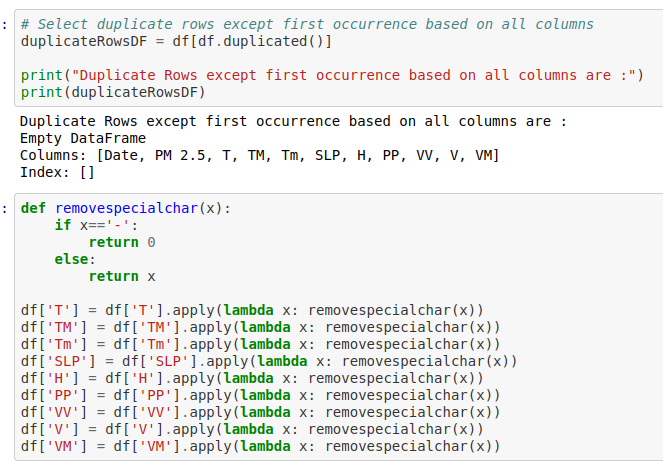 : # Select duplicate rows except first occurrence based on all columns
duplicateRowsDF = df[df.duplicated()]
print("Duplicate Rows except first occurrence based on all columns are :")
print(duplicateRowsDF)
Duplicate Rows except first occurrence based on all columns are :
Empty DataFrame
Columns: [Date, PM 2.5, T, TM, Tm, SLP, H, PP, VV, V, VM]
Index: []
: def removespecialchar(x):
    if x=='-':
        return 0
    else:
        return x
df['T'] = df['T'].apply(lambda x: removespecialchar(x))
df['TM'] = df['TM'].apply(lambda x: removespecialchar(x))
df['Tm'] = df['Tm'].apply(lambda x: removespecialchar(x))
df['SLP'] = df['SLP'].apply(lambda x: removespecialchar(x))
df['H'] = df['H'].apply(lambda x: removespecialchar(x))
df['PP'] = df['PP'].apply(lambda x: removespecialchar(x))
df['VV'] = df['VV'].apply(lambda x: removespecialchar(x))
df['V'] = df['V'].apply(lambda x: removespecialchar(x))
df['VM'] = df['VM'].apply(lambda x: removespecialchar(x))